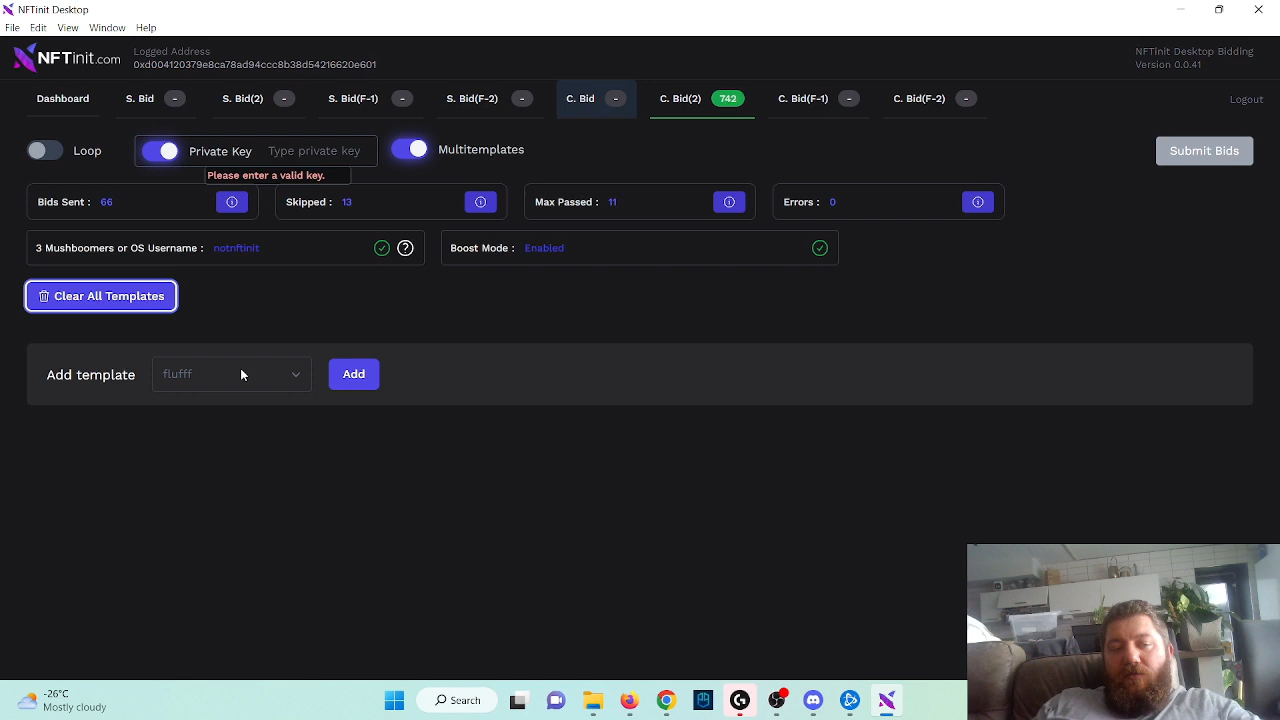 NFTinit Desktop
File Edit View Window Help
NFTinit.com
Logged Address
0xd004120379e8ca78ad94ccc8b38d54216620e601
NFTinit Desktop Bidding
Version 0.0.41
Dashboard S. Bid - S. Bid(2) - S. Bid(F-1) - S. Bid(F-2) - C. Bid - C. Bid(2) 742 C. Bid(F-1) - C. Bid(F-2) - Logout
Loop Private Key Type private key Multitemplates Submit Bids
Please enter a valid key.
Bids Sent : 66 Skipped : 13 Max Passed : 11 Errors : 0
3 Mushboomers or OS Username : notnftinit ? Boost Mode : Enabled
Clear All Templates
Add template flufff Add
-26°C
Mostly cloudy
Search